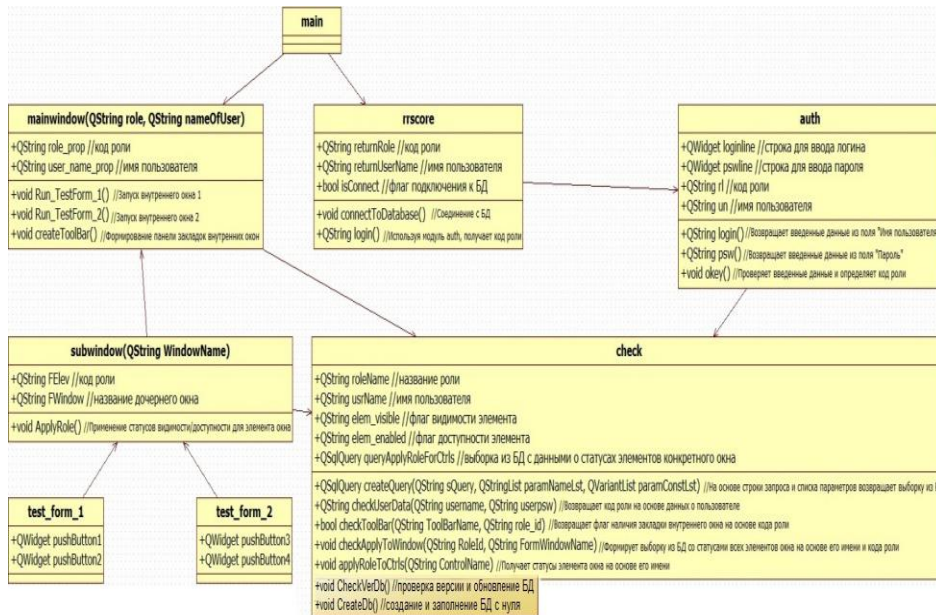 main
mainwindow(QString role, QString nameOfUser)
+QString role_prop //код роли
+QString user_name_prop //имя пользователя
+void Run_TestForm_1() //Запуск внутреннего окна 1
+void Run_TestForm_2() //Запуск внутреннего окна 2
+void createToolBar() //Формирование панели закладок внутренних окон
rrscore
+QString returnRole //код роли
+QString returnUserName //имя пользователя
+bool isConnect //флаг подключения к БД
+void connectToDatabase() //Соединение с БД
+QString login() //Используя модуль auth, получает код роли
auth
+QWidget loginline //строка для ввода логина
+QWidget pswline //строка для ввода пароля
+QString rl //код роли
+QString un //имя пользователя
+QString login() //Возвращает введенные данные из поля "Имя пользователя
+QString psw() //Возвращает введенные данные из поля "Пароль"
+void okey() //Проверяет введенные данные и определяет код роли
subwindow(QString WindowName)
+QString FElev //код роли
+QString FWindow //название дочернего окна
+void ApplyRole() //Применение статусов видимости/доступности для элемента окна
check
+QString roleName //название роли
+QString usrName //имя пользователя
+QString elem_visible //флаг видимости элемента
+QString elem_enabled //флаг доступности элемента
+QSqlQuery queryApplyRoleForCtrls //выборка из БД с данными о статусах элементов конкретного окна
+QSqlQuery createQuery(QString sQuery, QStringList paramNameLst, QVariantList paramConstLst) //На основе строки запроса и списка параметров возвращает выборку из
+QString checkUserData(QString username, QString userpsw) //Возвращает код роли на основе данных о пользователе
+bool checkToolBar(QString ToolBarName, QString role_id) //Возвращает флаг наличия закладки внутреннего окна на основе кода роли
+void checkApplyToWindow(QString RoleId, QString FormWindowName) //Формирует выборку из БД со статусами всех элементов окна на основе его имени и кода роли
+void applyRoleToCtrls(QString ControlName) //Получает статусы элемента окна на основе его имени
+void CheckVerDb() //проверка версии и обновление БД
+void CreateDb() //создание и заполнение БД с нуля
test_form_1
+QWidget pushButton1
+QWidget pushButton2
test_form_2
+QWidget pushButton3
+QWidget pushButton4